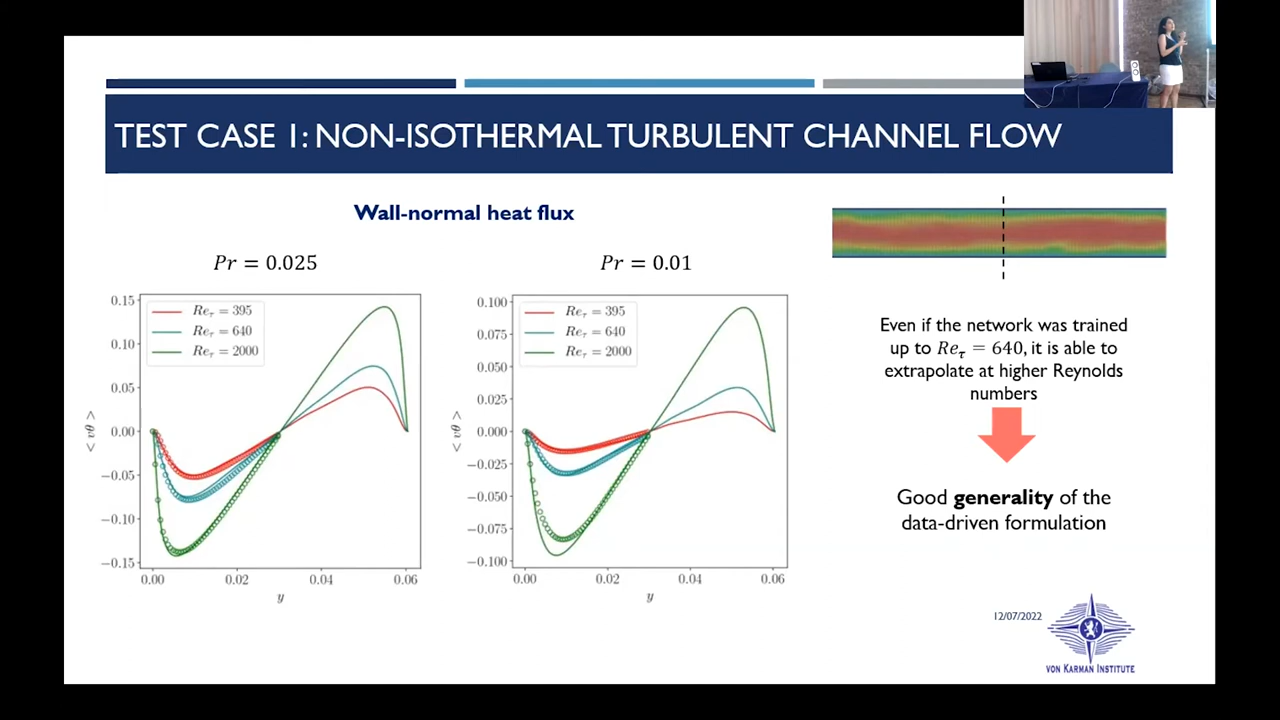 TEST CASE 1: NON-ISOTHERMAL TURBULENT CHANNEL FLOW
Wall-normal heat flux
Pr = 0.025
Pr = 0.01
0.15
0.10
0.05
0.00
−0.05
−0.10
−0.15
< vθ >
Re_τ = 395
Re_τ = 640
Re_τ = 2000
0.00 0.02 0.04 0.06
y
0.100
0.075
0.050
0.025
0.000
−0.025
−0.050
−0.075
−0.100
< vθ >
Re_τ = 395
Re_τ = 640
Re_τ = 2000
0.00 0.02 0.04 0.06
y
Even if the network was trained
up to Re_τ = 640, it is able to
extrapolate at higher Reynolds
numbers
Good generality of the
data-driven formulation
12/07/2022
VON KARMAN INSTITUTE